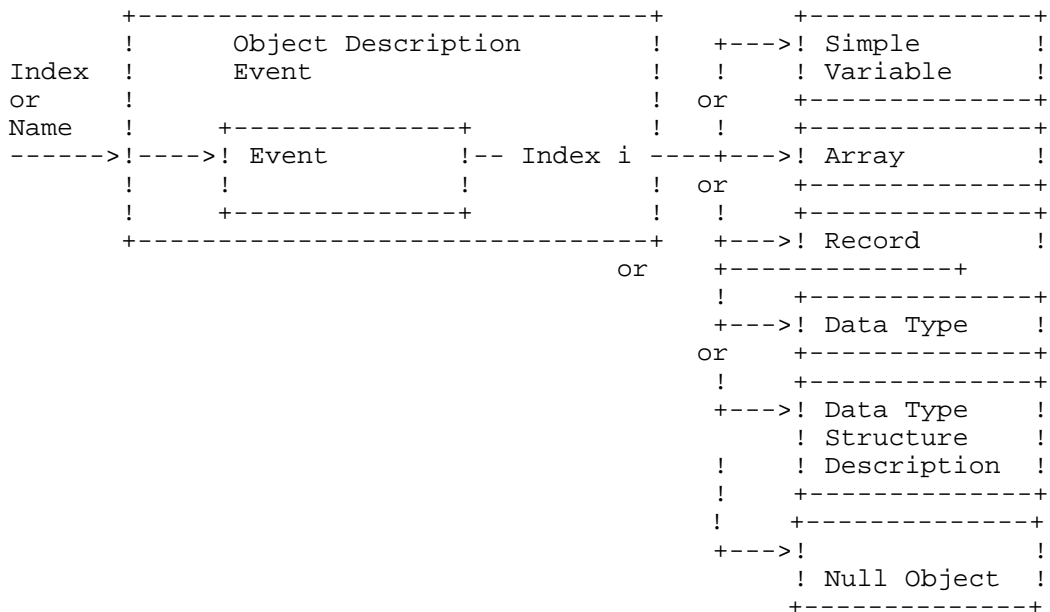 +-------------------------------+ +--------------+
! Object Description ! +--->! Simple !
Index ! Event ! ! ! Variable !
or ! ! or +--------------+
Name ! +--------------+ ! ! +--------------+
------>!---->! Event !-- Index i ----+--->! Array !
! ! ! ! or +--------------+
! +--------------+ ! ! +--------------+
+-------------------------------+ +--->! Record !
or +--------------+
! +--------------+
+--->! Data Type !
or +--------------+
! +--------------+
+--->! Data Type !
! Structure !
! ! Description !
! +--------------+
! +--------------+
+--->! !
! Null Object !
+--------------+